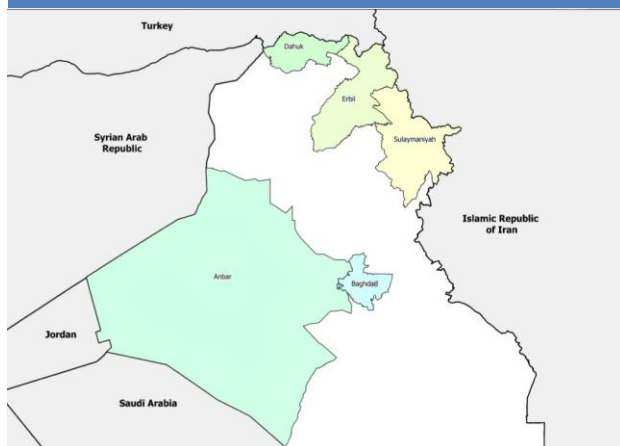 Turkey
Dahuk
Erbil
Syrian Arab
Republic
Sulaymaniyah
Islamic Republic
of Iran
Anbar
Baghdad
Jordan
Saudi Arabia